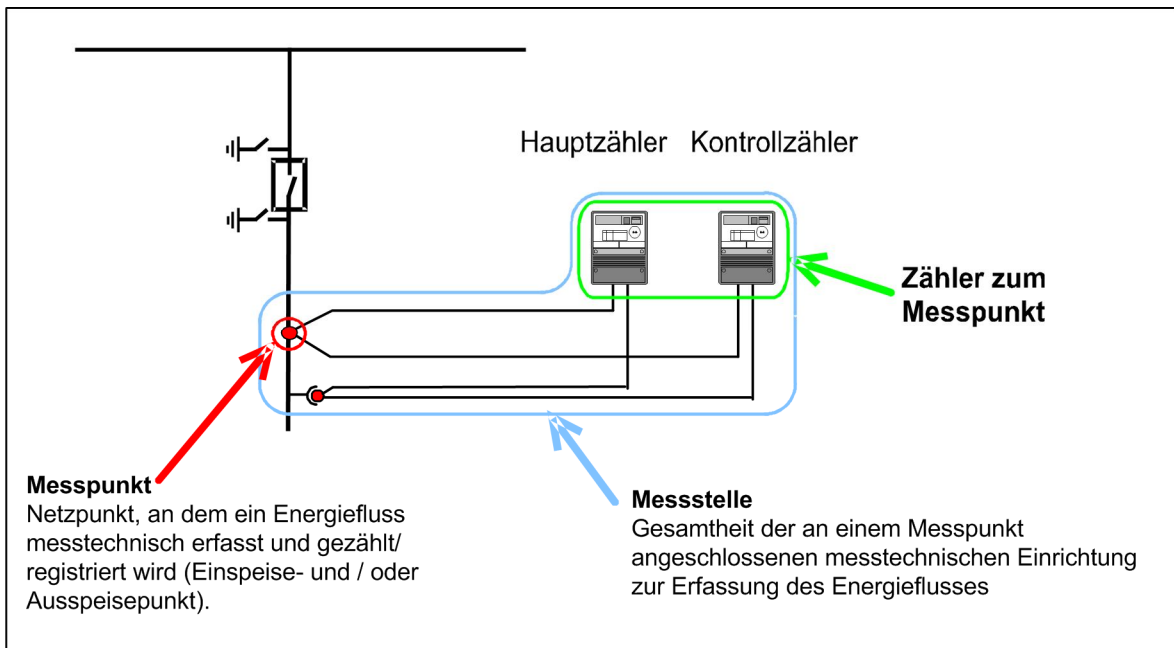 Hauptzähler Kontrollzähler
Zähler zum
Messpunkt
Messpunkt
Netzpunkt, an dem ein Energiefluss
messtechnisch erfasst und gezählt/
registriert wird (Einspeise- und / oder
Ausspeisepunkt).
Messstelle
Gesamtheit der an einem Messpunkt
angeschlossenen messtechnischen Einrichtung
zur Erfassung des Energieflusses